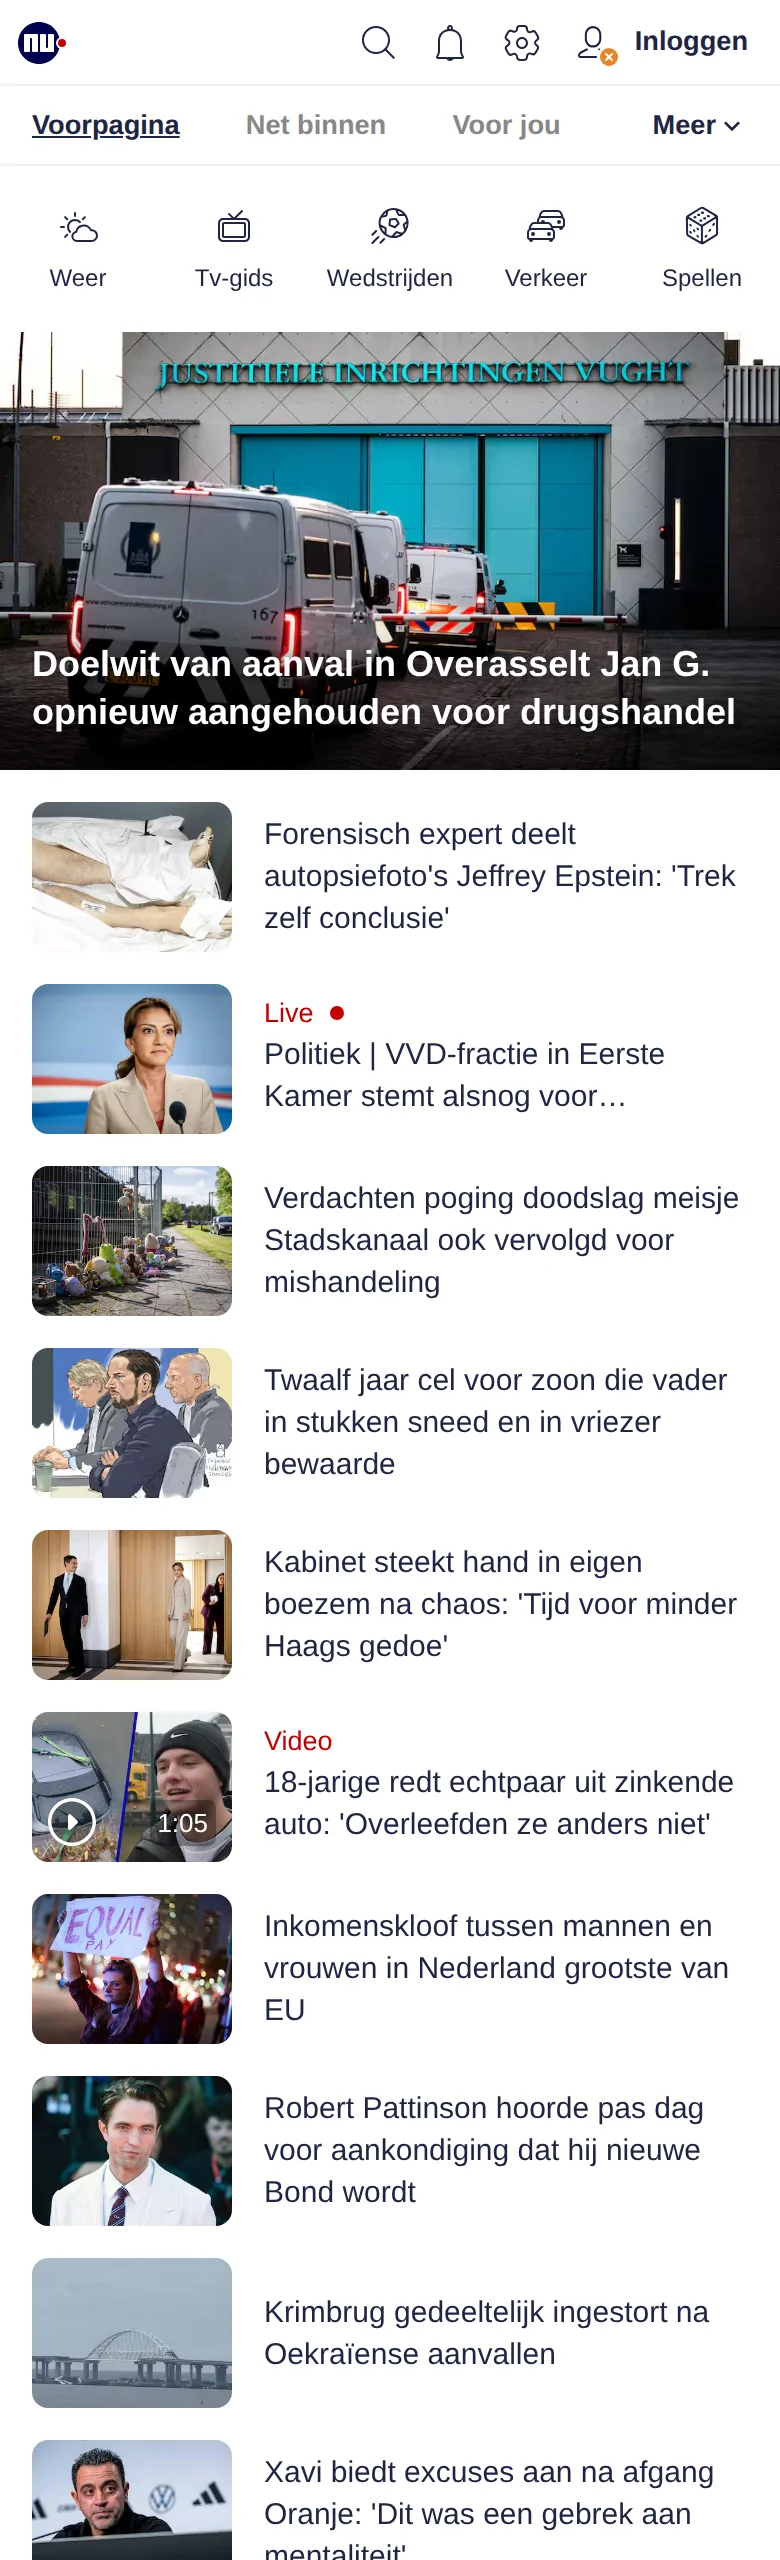 nu
Inloggen
Voorpagina Net binnen Voor jou Meer
Weer Tv-gids Wedstrijden Verkeer Spellen
JUSTITIELE INRICHTINGEN VUGHT
167
Doelwit van aanval in Overasselt Jan G.
opnieuw aangehouden voor drugshandel
Forensisch expert deelt
autopsiefoto's Jeffrey Epstein: 'Trek
zelf conclusie'
Live
Politiek | VVD-fractie in Eerste
Kamer stemt alsnog voor…
Verdachten poging doodslag meisje
Stadskanaal ook vervolgd voor
mishandeling
Twaalf jaar cel voor zoon die vader
in stukken sneed en in vriezer
bewaarde
Kabinet steekt hand in eigen
boezem na chaos: 'Tijd voor minder
Haags gedoe'
1:05
Video
18-jarige redt echtpaar uit zinkende
auto: 'Overleefden ze anders niet'
EQUAL
PAY
Inkomenskloof tussen mannen en
vrouwen in Nederland grootste van
EU
Robert Pattinson hoorde pas dag
voor aankondiging dat hij nieuwe
Bond wordt
Krimbrug gedeeltelijk ingestort na
Oekraïense aanvallen
Xavi biedt excuses aan na afgang
Oranje: 'Dit was een gebrek aan
mentaliteit'